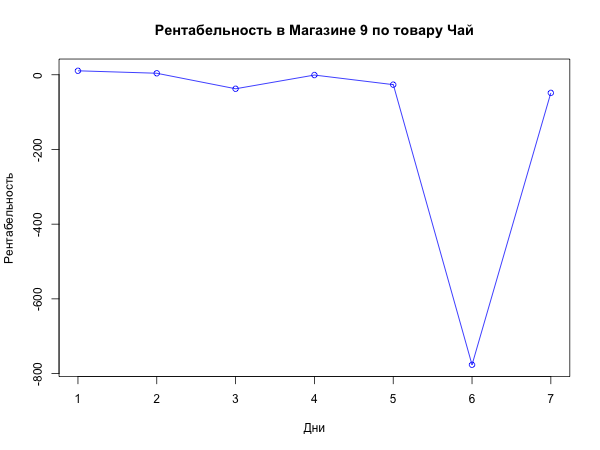 Рентабельность в Магазине 9 по товару Чай
Рентабельность
0
-200
-400
-600
-800
1 2 3 4 5 6 7
Дни